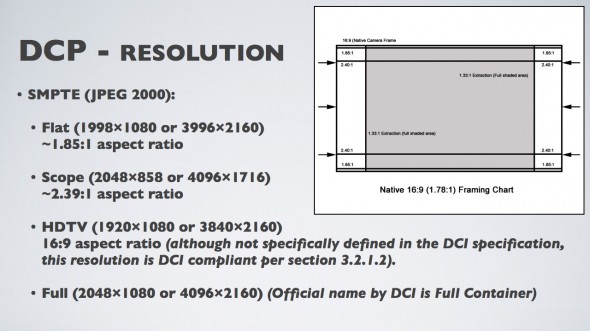 DCP - RESOLUTION
• SMPTE (JPEG 2000):
• Flat (1998×1080 or 3996×2160)
~1.85:1 aspect ratio
• Scope (2048×858 or 4096×1716)
~2.39:1 aspect ratio
• HDTV (1920×1080 or 3840×2160)
16:9 aspect ratio (although not specifically defined in the DCI specification,
this resolution is DCI compliant per section 3.2.1.2).
• Full (2048×1080 or 4096×2160) (Official name by DCI is Full Container)
16:9 (Native Camera Frame
1.85:1 1.85:1
2.40:1 2.40:1
1.33:1 Extraction (Full shaded area)
1.33:1 Extraction (full shaded area)
2.40:1 2.40:1
1.85:1 1.85:1
Native 16:9 (1.78:1) Framing Chart